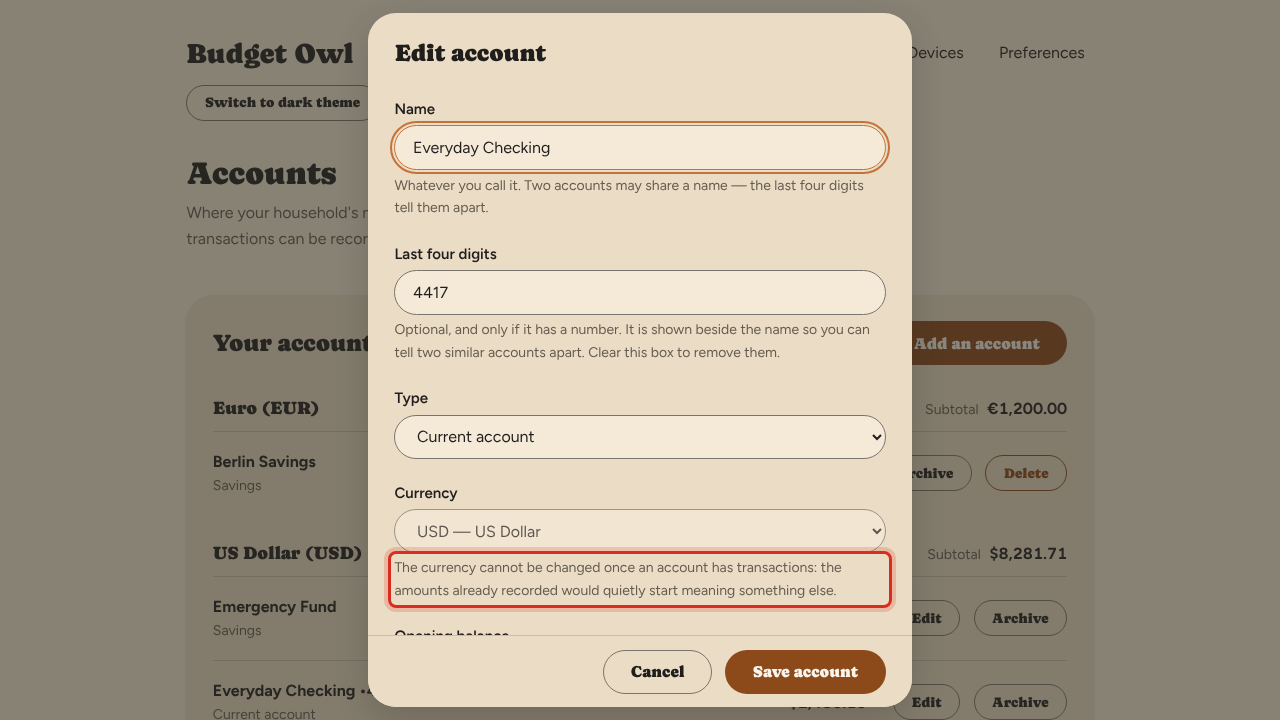 Budget Owl
Devices
Preferences
Switch to dark theme
Accounts
Where your household's
transactions can be
Your
Add an account
Euro (EUR)
Subtotal €1,200.00
Berlin Savings
Savings
Delete
US Dollar (USD)
Subtotal $8,281.71
Emergency Fund
Savings
Edit
Archive
Everyday Checking
Current account
Edit
Archive
Edit account
Name
Everyday Checking
Whatever you call it. Two accounts may share a name — the last four digits
tell them apart.
Last four digits
4417
Optional, and only if it has a number. It is shown beside the name so you can
tell two similar accounts apart. Clear this box to remove them.
Type
Current account
Currency
USD — US Dollar
The currency cannot be changed once an account has transactions: the
amounts already recorded would quietly start meaning something else.
Cancel
Save account